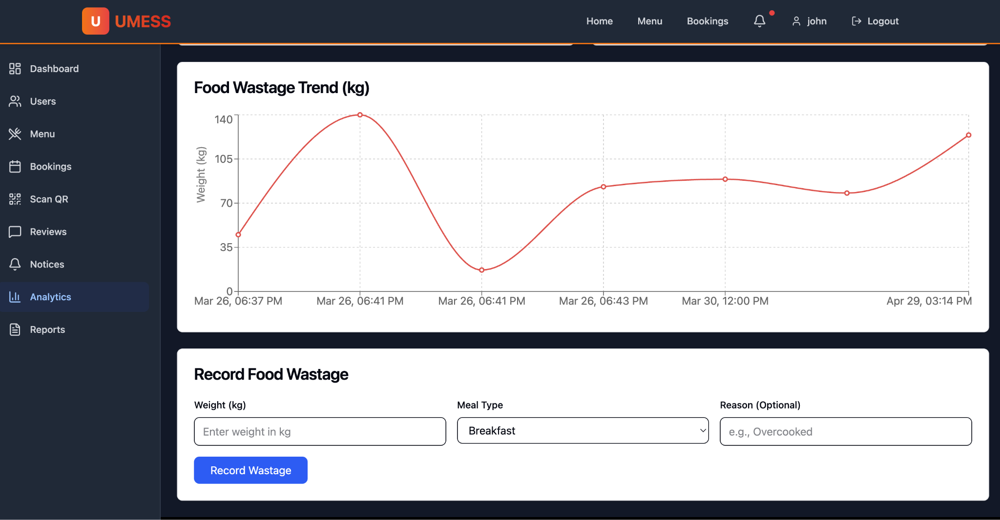 U UMESS
Home Menu Bookings john Logout
Dashboard
Users
Menu
Bookings
Scan QR
Reviews
Notices
Analytics
Reports
Food Wastage Trend (kg)
Weight (kg)
140
105
70
35
0
Mar 26, 06:37 PM Mar 26, 06:41 PM Mar 26, 06:41 PM Mar 26, 06:43 PM Mar 30, 12:00 PM Apr 29, 03:14 PM
Record Food Wastage
Weight (kg) Meal Type Reason (Optional)
Enter weight in kg Breakfast e.g., Overcooked
Record Wastage